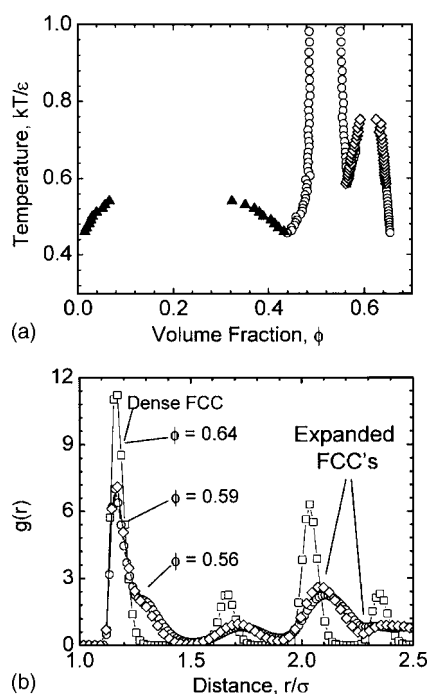 1.0
0.8
0.6
0.4
Temperature, kT/ε
0.0 0.2 0.4 0.6
Volume Fraction, ϕ
(a)
12
9
6
3
0
g(r)
Dense FCC
ϕ = 0.64
ϕ = 0.59
ϕ = 0.56
Expanded
FCC's
1.0 1.5 2.0 2.5
Distance, r/σ
(b)